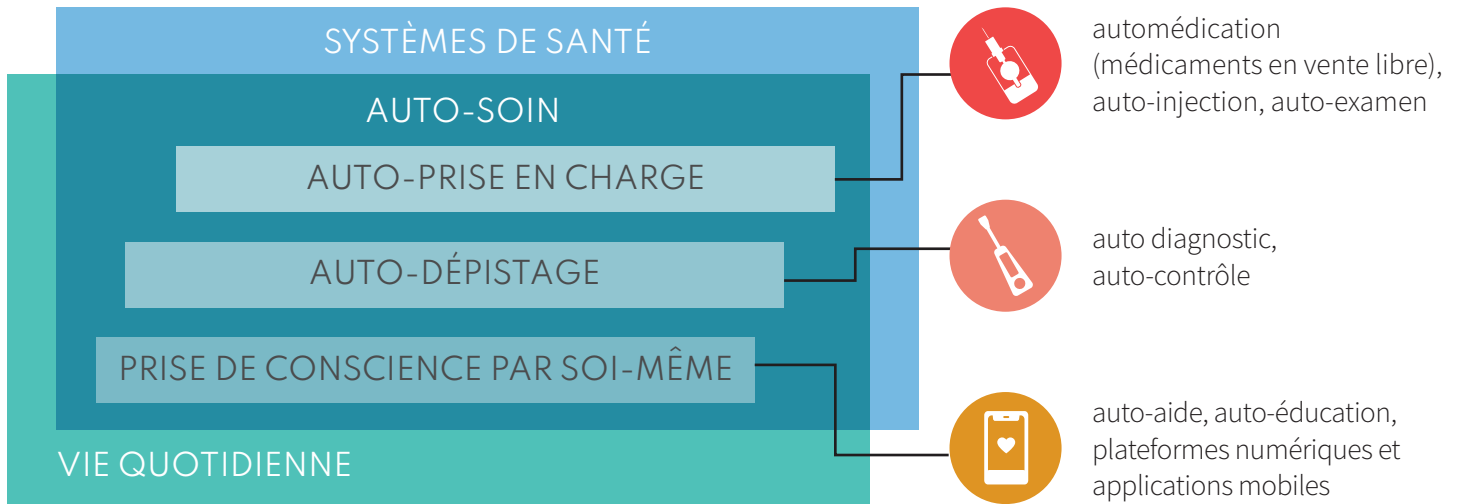 SYSTÈMES DE SANTÉ
AUTO-SOIN
AUTO-PRISE EN CHARGE
AUTO-DÉPISTAGE
PRISE DE CONSCIENCE PAR SOI-MÊME
VIE QUOTIDIENNE
automédication
(médicaments en vente libre),
auto-injection, auto-examen
auto diagnostic,
auto-contrôle
auto-aide, auto-éducation,
plateformes numériques et
applications mobiles